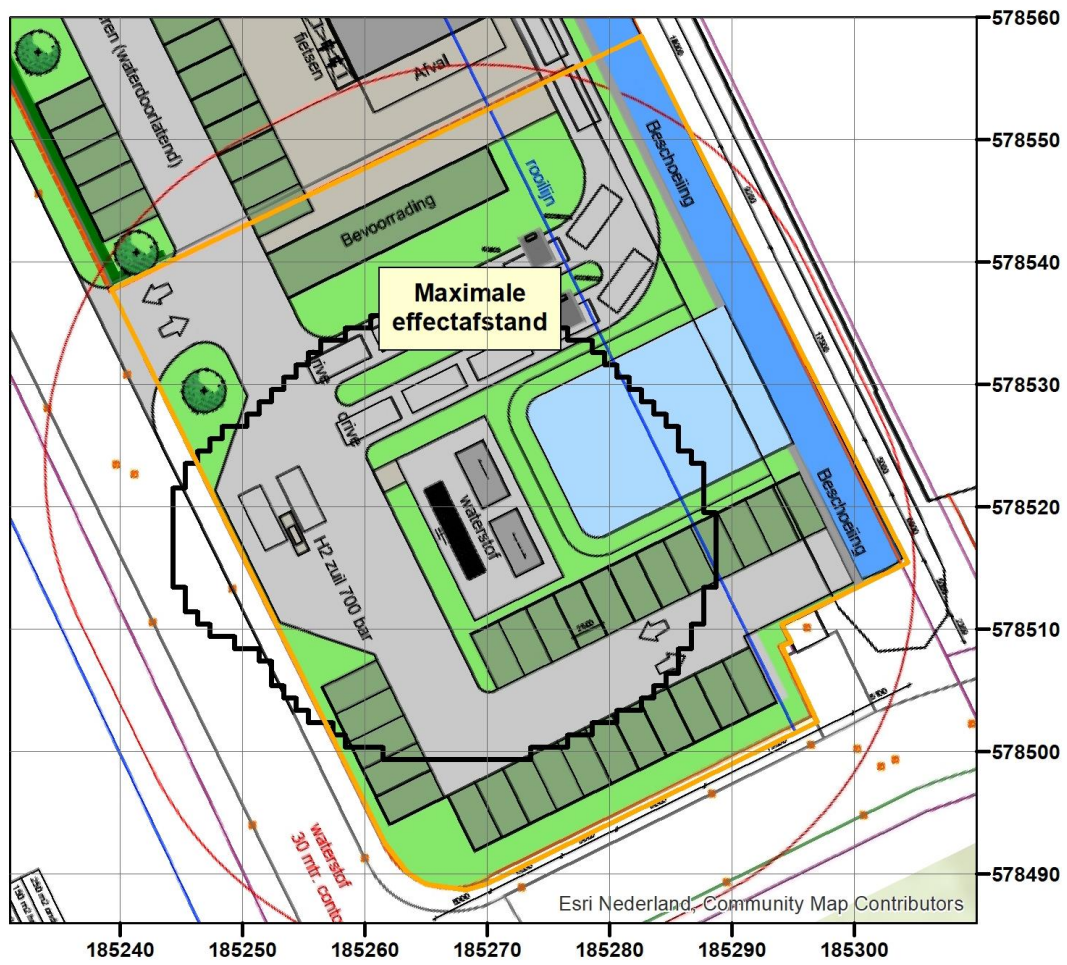 eren (waterdoorlatend)
fietsen
Afval
Bevoorrading
rooilijn
Beschoeiing
Maximale
effectafstand
drive
drive
waterstof
H2 zuil 700 bar
Beschoeiing
waterstof
30 mtr. conto
Esri Nederland, Community Map Contributors
578560
578550
578540
578530
578520
578510
578500
578490
185240
185250
185260
185270
185280
185290
185300